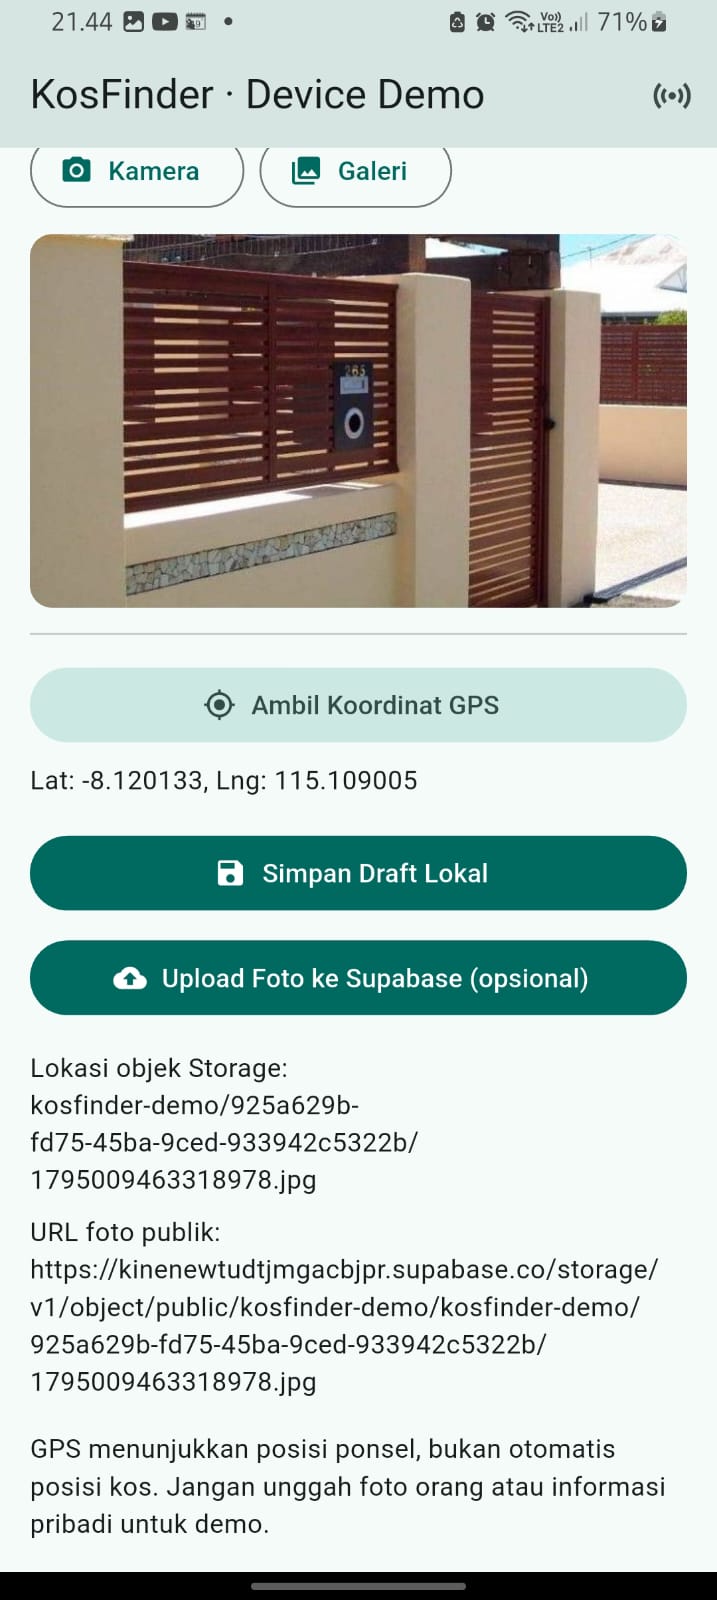 21.44
Vo))
LTE2
71%
KosFinder · Device Demo
Kamera
Galeri
265
Ambil Koordinat GPS
Lat: -8.120133, Lng: 115.109005
Simpan Draft Lokal
Upload Foto ke Supabase (opsional)
Lokasi objek Storage:
kosfinder-demo/925a629b-
fd75-45ba-9ced-933942c5322b/
1795009463318978.jpg
URL foto publik:
https://kinenewtudtjmgacbjpr.supabase.co/storage/
v1/object/public/kosfinder-demo/kosfinder-demo/
925a629b-fd75-45ba-9ced-933942c5322b/
1795009463318978.jpg
GPS menunjukkan posisi ponsel, bukan otomatis
posisi kos. Jangan unggah foto orang atau informasi
pribadi untuk demo.